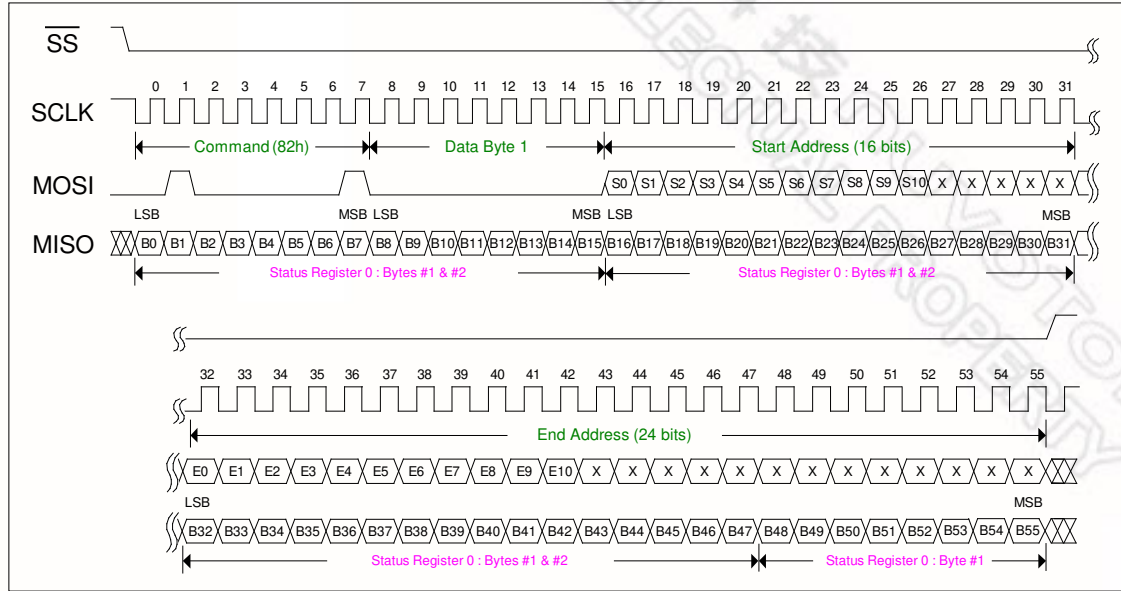 SS
0 1 2 3 4 5 6 7 8 9 10 11 12 13 14 15 16 17 18 19 20 21 22 23 24 25 26 27 28 29 30 31
SCLK
Command (82h) Data Byte 1 Start Address (16 bits)
MOSI S0 S1 S2 S3 S4 S5 S6 S7 S8 S9 S10 X X X X X
LSB MSB LSB MSB LSB MSB
MISO B0 B1 B2 B3 B4 B5 B6 B7 B8 B9 B10 B11 B12 B13 B14 B15 B16 B17 B18 B19 B20 B21 B22 B23 B24 B25 B26 B27 B28 B29 B30 B31
Status Register 0 : Bytes #1 & #2 Status Register 0 : Bytes #1 & #2
32 33 34 35 36 37 38 39 40 41 42 43 44 45 46 47 48 49 50 51 52 53 54 55
End Address (24 bits)
E0 E1 E2 E3 E4 E5 E6 E7 E8 E9 E10 X X X X X X X X X X X X X
LSB MSB
B32 B33 B34 B35 B36 B37 B38 B39 B40 B41 B42 B43 B44 B45 B46 B47 B48 B49 B50 B51 B52 B53 B54 B55
Status Register 0 : Bytes #1 & #2 Status Register 0 : Byte #1
NUVOTON
LECTUAL PROPERTY